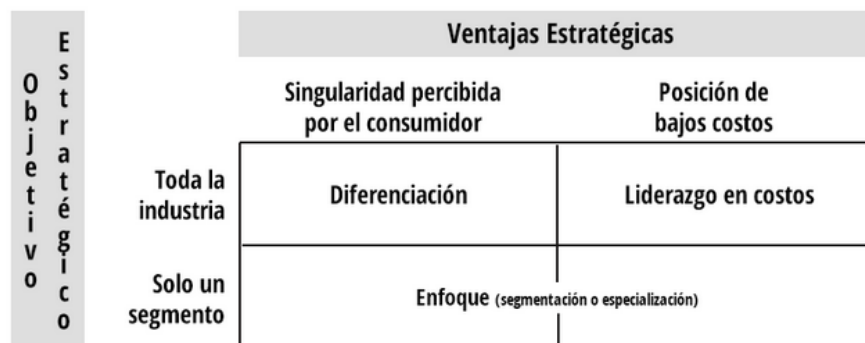 Objetivo
Estratégico
Ventajas Estratégicas
Singularidad percibida
por el consumidor
Posición de
bajos costos
Toda la
industria
Diferenciación
Liderazgo en costos
Solo un
segmento
Enfoque (segmentación o especialización)